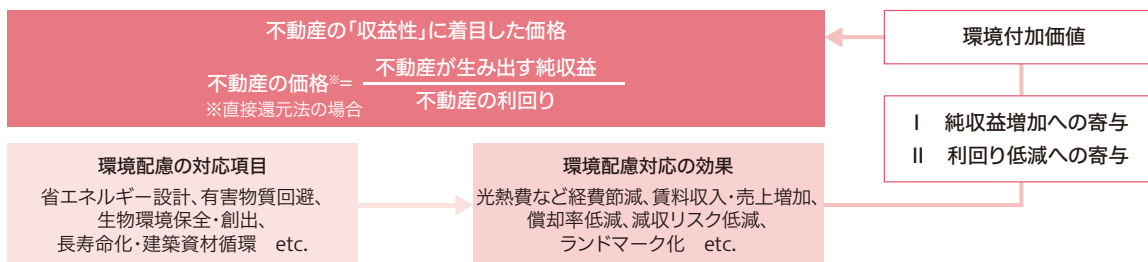 不動産の「収益性」に着目した価格
不動産の価格※=
不動産が生み出す純収益
不動産の利回り
※直接還元法の場合
環境付加価値
Ⅰ 純収益増加への寄与
Ⅱ 利回り低減への寄与
環境配慮の対応項目
省エネルギー設計、有害物質回避、
生物環境保全・創出、
長寿命化・建築資材循環 etc.
環境配慮対応の効果
光熱費など経費節減、賃料収入・売上増加、
償却率低減、減収リスク低減、
ランドマーク化 etc.